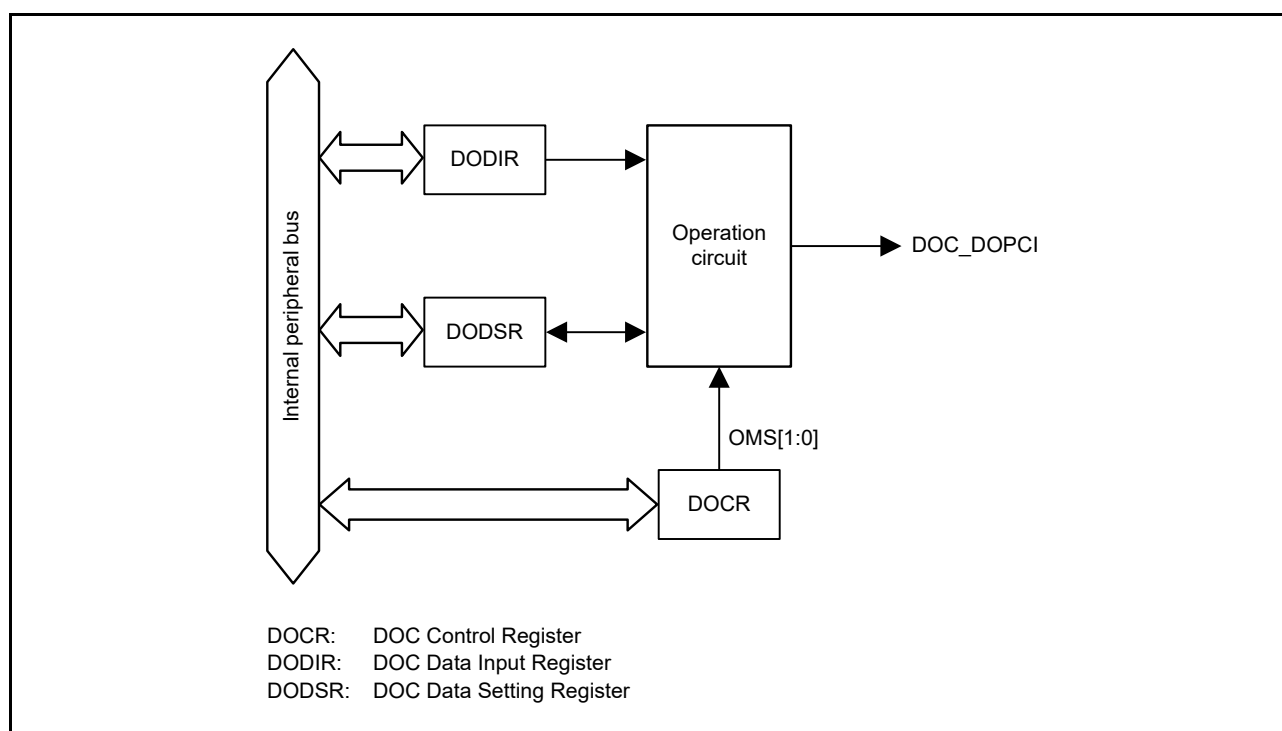 Internal peripheral bus
DODIR
Operation
circuit
DOC_DOPCI
DODSR
OMS[1:0]
DOCR
DOCR: DOC Control Register
DODIR: DOC Data Input Register
DODSR: DOC Data Setting Register